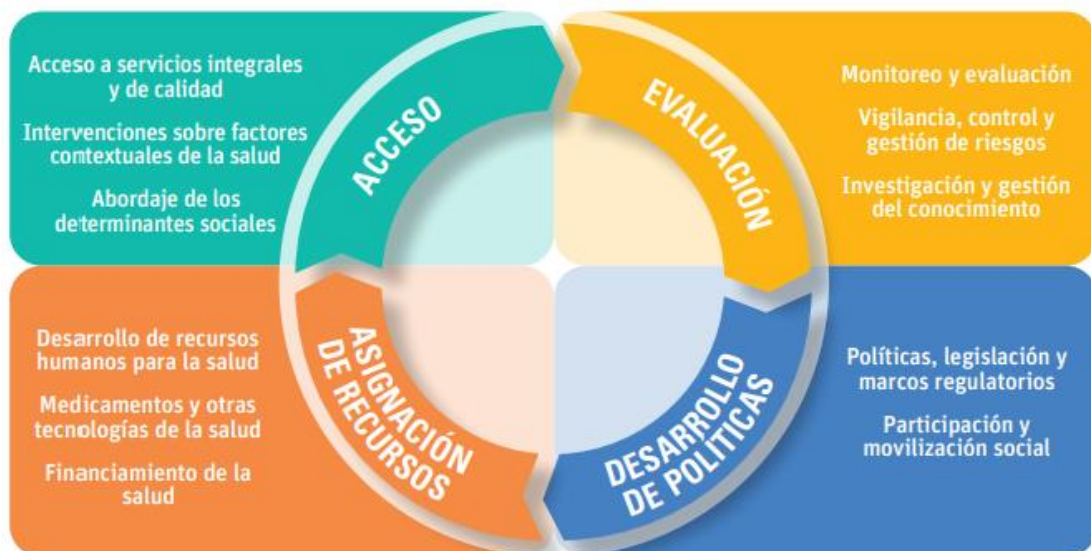 Acceso a servicios integrales
y de calidad
Intervenciones sobre factores
contextuales de la salud
Abordaje de los
determinantes sociales
ACCESO
EVALUACIÓN
Monitoreo y evaluación
Vigilancia, control y
gestión de riesgos
Investigación y gestión
del conocimiento
Desarrollo de recursos
humanos para la salud
Medicamentos y otras
tecnologías de la salud
Financiamiento de la
salud
ASIGNACIÓN
DE RECURSOS
DESARROLLO
DE POLÍTICAS
Políticas, legislación y
marcos regulatorios
Participación y
movilización social